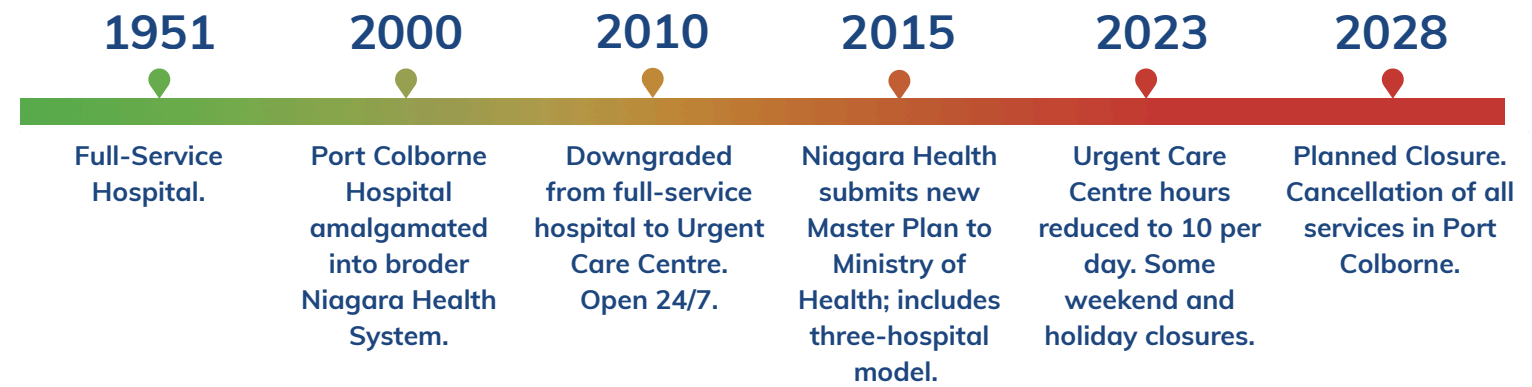 1951
Full-Service
Hospital.
2000
Port Colborne
Hospital
amalgamated
into broder
Niagara Health
System.
2010
Downgraded
from full-service
hospital to Urgent
Care Centre.
Open 24/7.
2015
Niagara Health
submits new
Master Plan to
Ministry of
Health; includes
three-hospital
model.
2023
Urgent Care
Centre hours
reduced to 10 per
day. Some
weekend and
holiday closures.
2028
Planned Closure.
Cancellation of all
services in Port
Colborne.